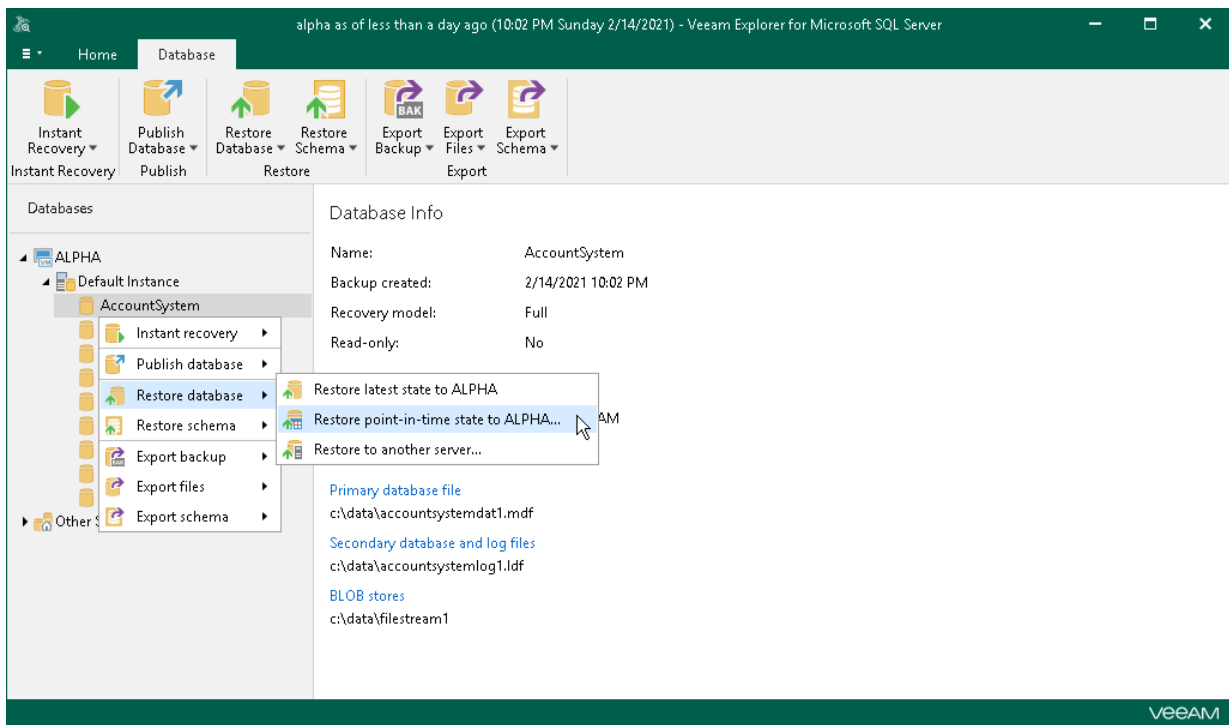 alpha as of less than a day ago (10:02 PM Sunday 2/14/2021) - Veeam Explorer for Microsoft SQL Server
Home Database
Instant Recovery Publish Database Restore Database Restore Schema Export Backup Export Files Export Schema
BAK
Instant Recovery Publish Restore Export
Databases
Database Info
ALPHA
Name: AccountSystem
Default Instance
Backup created: 2/14/2021 10:02 PM
AccountSystem
Recovery model: Full
Instant recovery
Read-only: No
Publish database
Restore database
Restore latest state to ALPHA
Restore schema
Restore point-in-time state to ALPHA... AM
Export backup
Restore to another server...
Export files
Primary database file
c:\data\accountsystemdat1.mdf
Export schema
Other
Secondary database and log files
c:\data\accountsystemlog1.ldf
BLOB stores
c:\data\filestream1
VEEAM